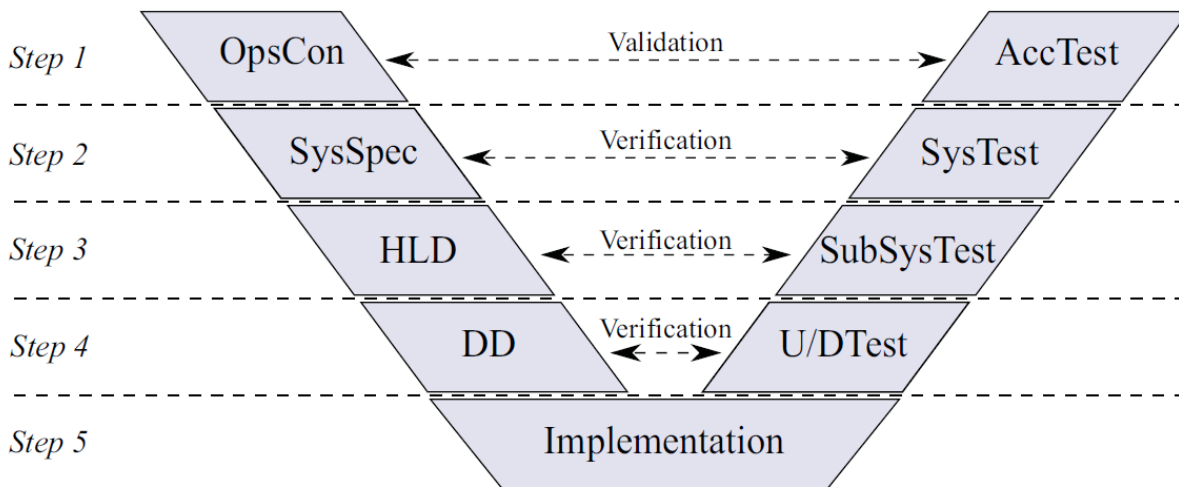 Step 1 OpsCon Validation AccTest
Step 2 SysSpec Verification SysTest
Step 3 HLD Verification SubSysTest
Step 4 DD Verification U/DTest
Step 5 Implementation